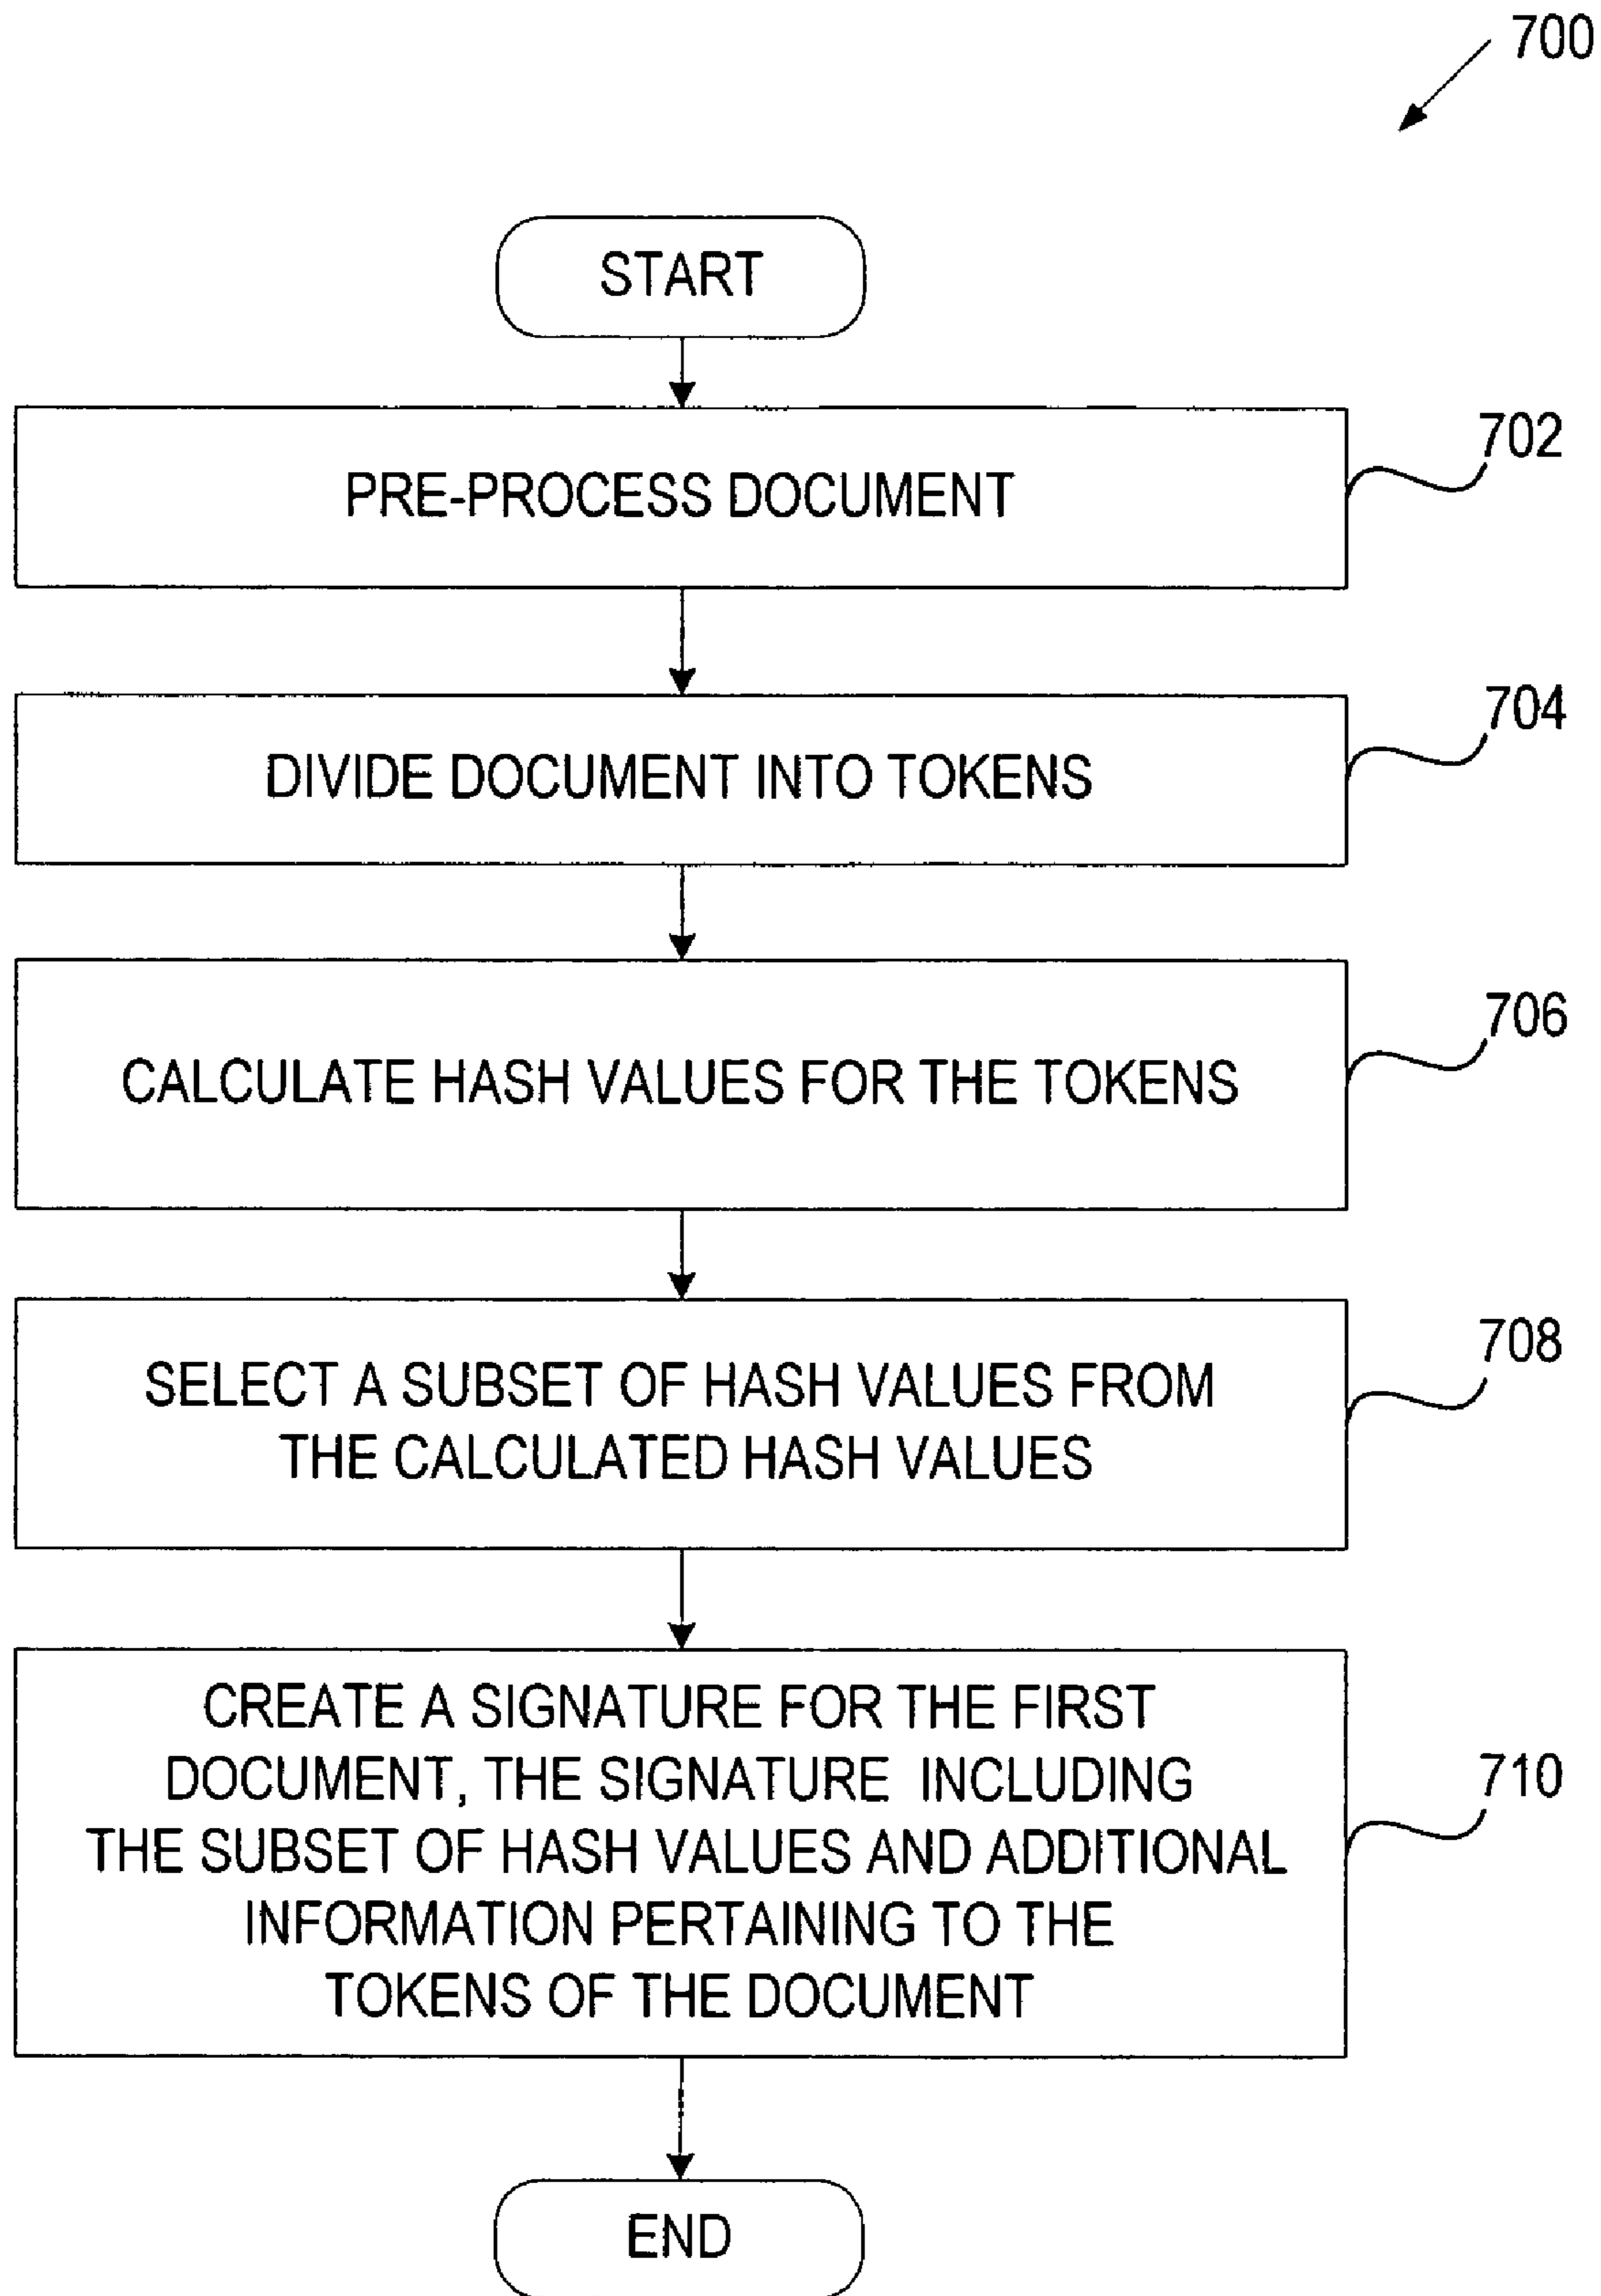 700
START
702
PRE-PROCESS DOCUMENT
704
DIVIDE DOCUMENT INTO TOKENS
706
CALCULATE HASH VALUES FOR THE TOKENS
708
SELECT A SUBSET OF HASH VALUES FROM
THE CALCULATED HASH VALUES
CREATE A SIGNATURE FOR THE FIRST
DOCUMENT, THE SIGNATURE INCLUDING
710
THE SUBSET OF HASH VALUES AND ADDITIONAL
INFORMATION PERTAINING TO THE
TOKENS OF THE DOCUMENT
END